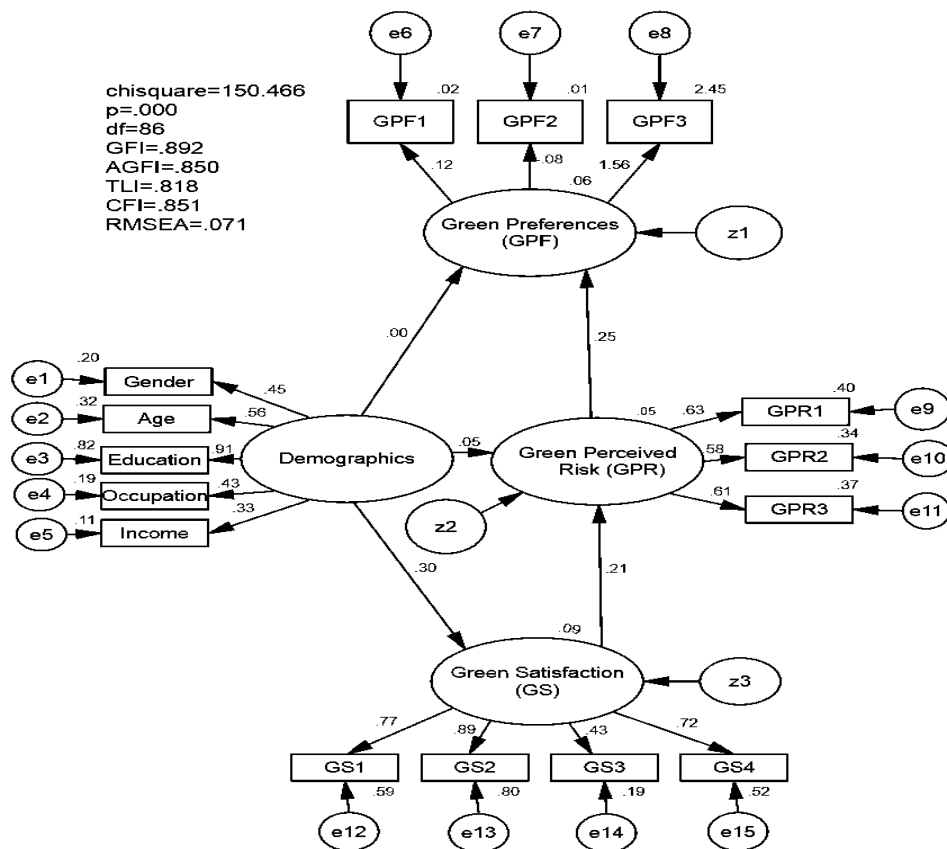 e6
e7
e8
chisquare=150.466
p=.000
df=86
GFI=.892
AGFI=.850
TLI=.818
CFI=.851
RMSEA=.071
.02
.01
2.45
GPF1
GPF2
GPF3
.12
-.08
1.56
.06
Green Preferences
(GPF)
z1
.00
.25
.20
e1
Gender
.45
.32
e2
Age
.56
.82
e3
Education
.91
.19
e4
Occupation
.43
.11
e5
Income
.33
Demographics
.05
Green Perceived
Risk (GPR)
.05
z2
.63
.58
.61
.40
GPR1
e9
.34
GPR2
e10
.37
GPR3
e11
.30
.21
.09
Green Satisfaction
(GS)
z3
.77
.89
.43
.72
GS1
GS2
GS3
GS4
.59
.80
.19
.52
e12
e13
e14
e15